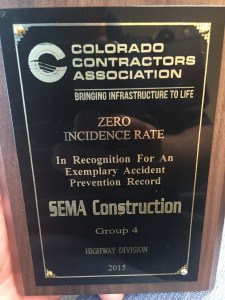 COLORADO
CONTRACTORS
ASSOCIATION
BRINGING INFRASTRUCTURE TO LIFE
ZERO
INCIDENCE RATE
In Recognition For An
Exemplary Accident
Prevention Record
SEMA Construction
Group 4
HIGHWAY DIVISION
2015